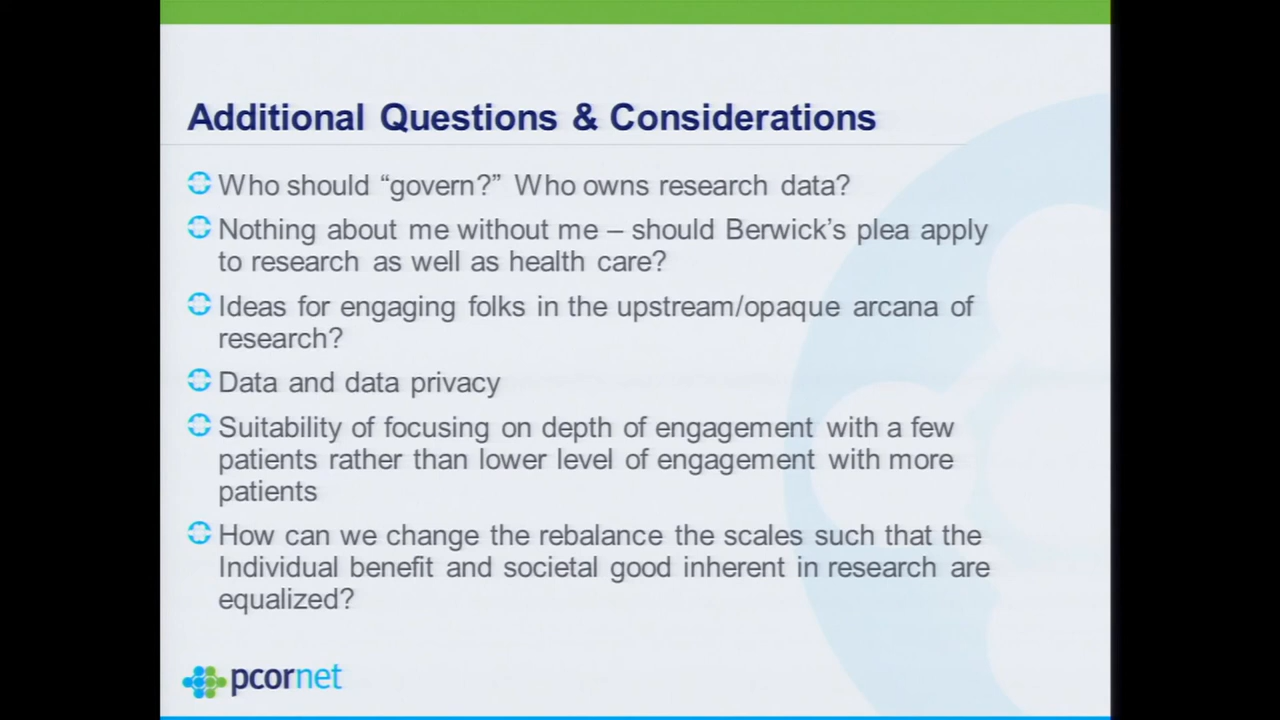 Additional Questions & Considerations
Who should “govern?” Who owns research data?
Nothing about me without me – should Berwick’s plea apply
to research as well as health care?
Ideas for engaging folks in the upstream/opaque arcana of
research?
Data and data privacy
Suitability of focusing on depth of engagement with a few
patients rather than lower level of engagement with more
patients
How can we change the rebalance the scales such that the
Individual benefit and societal good inherent in research are
equalized?
pcornet